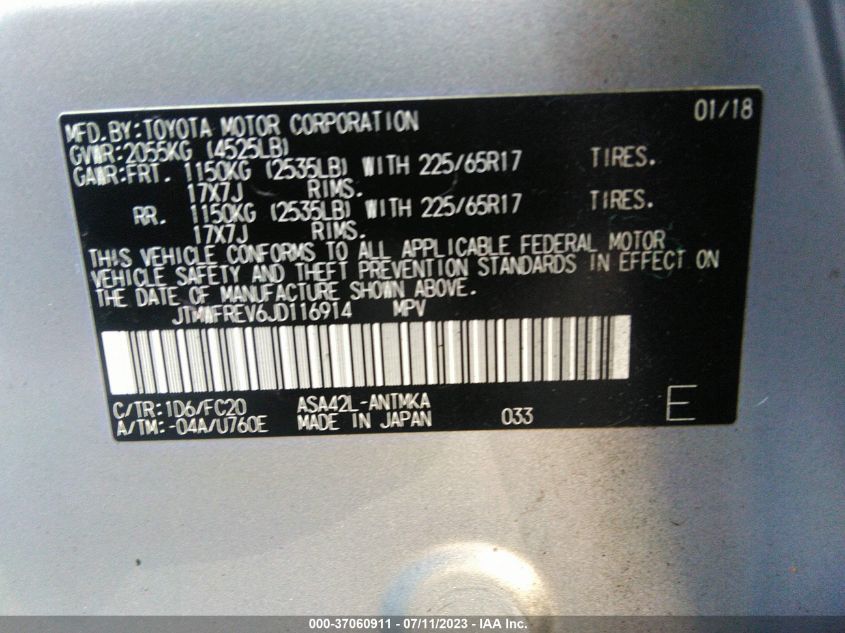 MFD.BY:TOYOTA MOTOR CORPORATION 01/18
GVWR:2055KG (4525LB)
GAWR:FRT. 1150KG (2535LB) WITH 225/65R17 TIRES.
17X7J RIMS.
RR. 1150KG (2535LB) WITH 225/65R17 TIRES.
17X7J RIMS.
THIS VEHICLE CONFORMS TO ALL APPLICABLE FEDERAL MOTOR
VEHICLE SAFETY AND THEFT PREVENTION STANDARDS IN EFFECT ON
THE DATE OF MANUFACTURE SHOWN ABOVE.
JTMWFREV6JD116914 MPV
C/TR:1D6/FC20 ASA42L-ANTMKA
A/TM:-04A/U760E MADE IN JAPAN 033 E
000-37060911 - 07/11/2023 - IAA Inc.